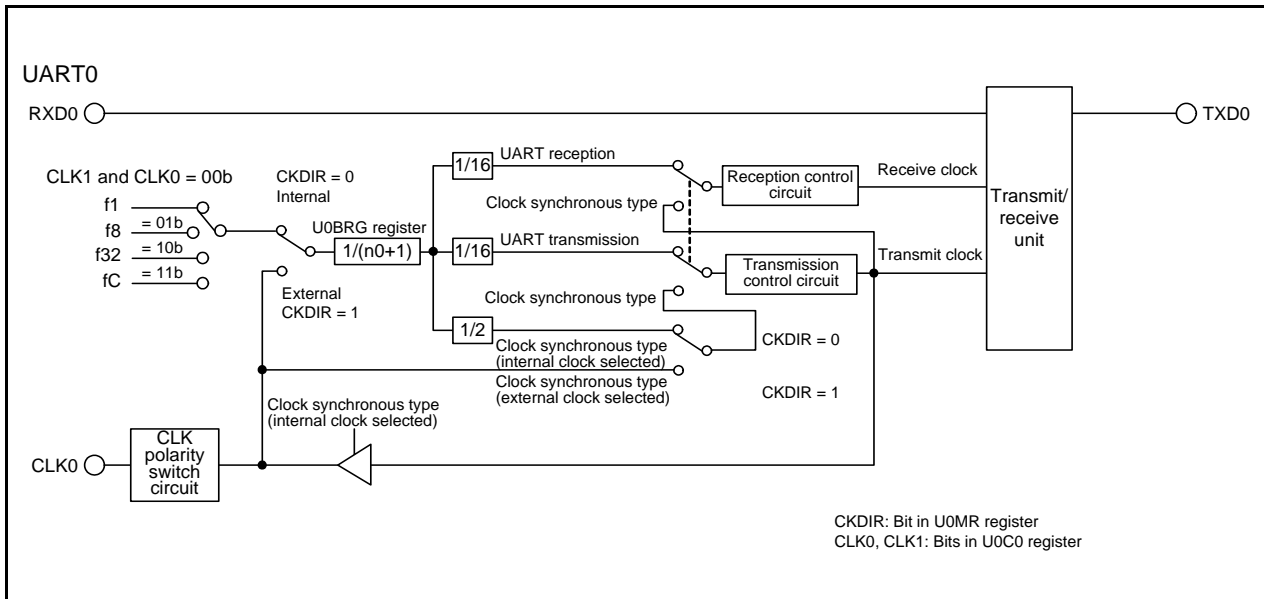 UART0
RXD0
TXD0
CLK1 and CLK0 = 00b
f1
f8
= 01b
f32
= 10b
fC
= 11b
CKDIR = 0
Internal
External
CKDIR = 1
U0BRG register
1/(n0+1)
1/16
UART reception
Clock synchronous type
1/16
UART transmission
Clock synchronous type
1/2
Clock synchronous type
(internal clock selected)
Clock synchronous type
(external clock selected)
CKDIR = 0
CKDIR = 1
Reception control
circuit
Receive clock
Transmission
control circuit
Transmit clock
Transmit/
receive
unit
Clock synchronous type
(internal clock selected)
CLK0
CLK
polarity
switch
circuit
CKDIR: Bit in U0MR register
CLK0, CLK1: Bits in U0C0 register